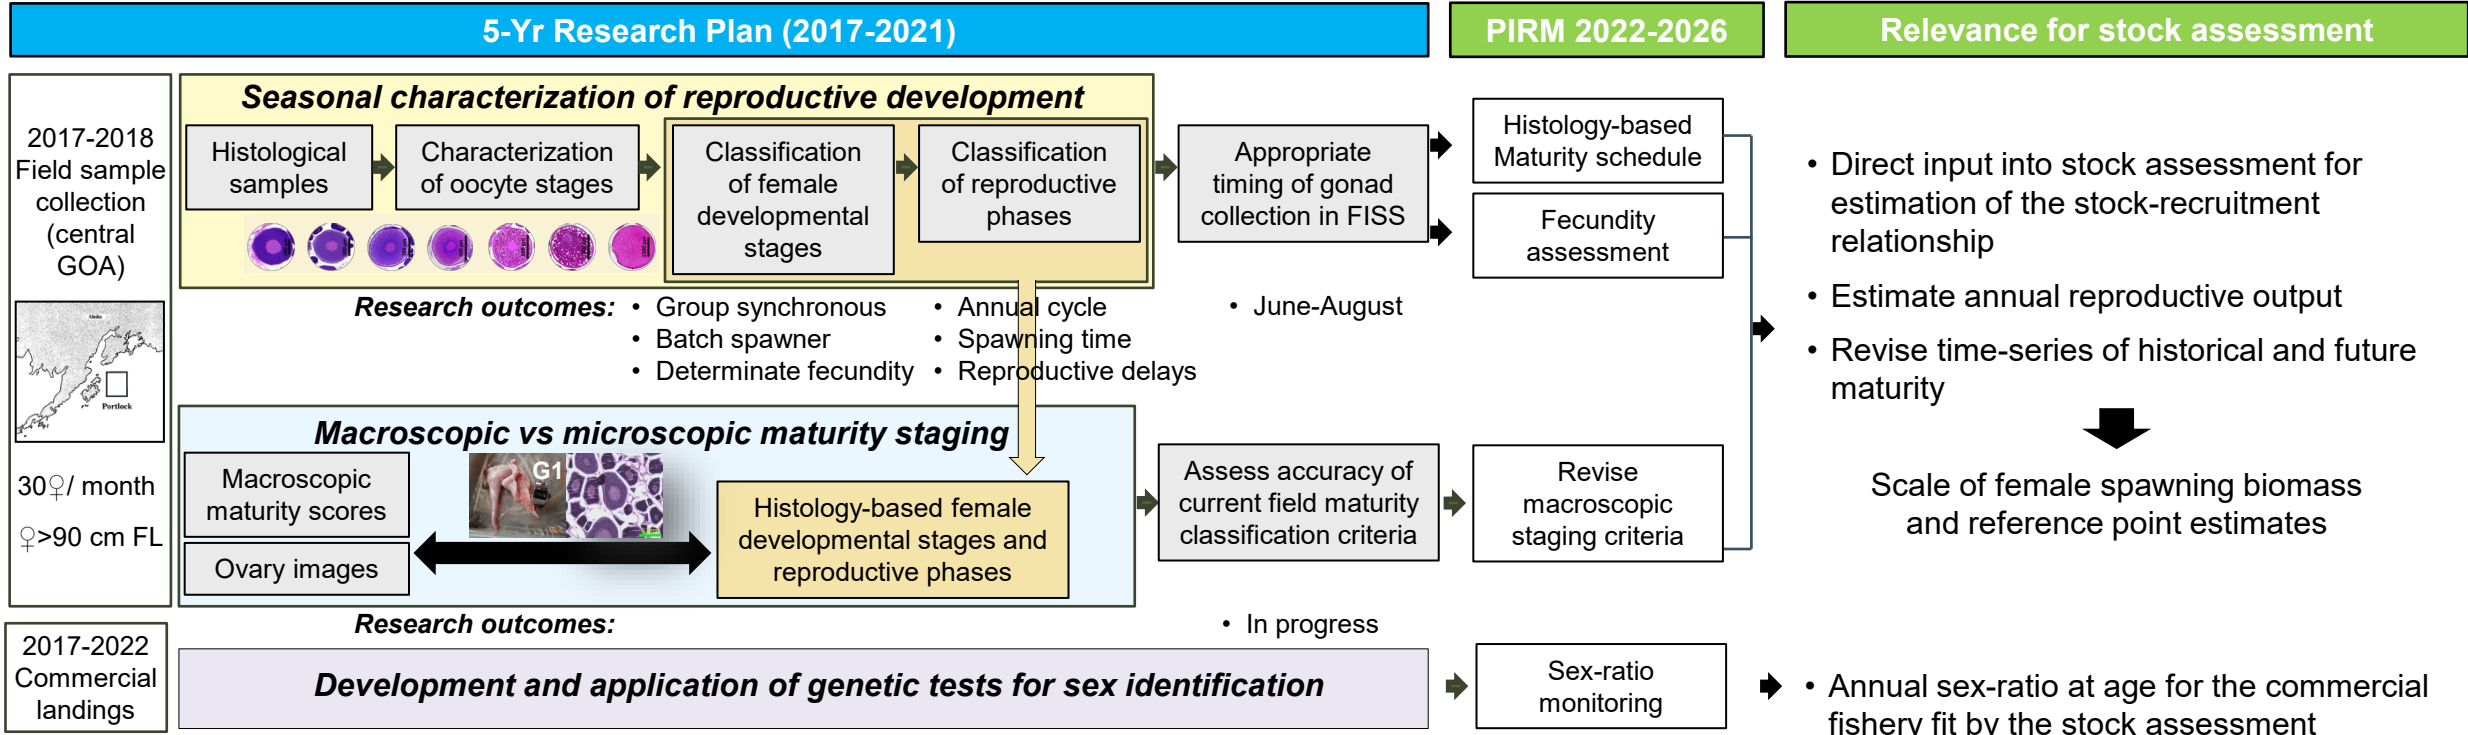 5-Yr Research Plan (2017-2021)
PIRM 2022-2026
Relevance for stock assessment
2017-2018
Field sample
collection
(central
GOA)
Alaska
Portlock
30♀/ month
♀>90 cm FL
Seasonal characterization of reproductive development
Histological
samples
Characterization
of oocyte stages
Classification
of female
developmental
stages
Classification
of reproductive
phases
Appropriate
timing of gonad
collection in FISS
Histology-based
Maturity schedule
Fecundity
assessment
Research outcomes:
• Group synchronous
• Batch spawner
• Determinate fecundity
• Annual cycle
• Spawning time
• Reproductive delays
• June-August
Macroscopic vs microscopic maturity staging
Macroscopic
maturity scores
Ovary images
G1
Histology-based female
developmental stages and
reproductive phases
Assess accuracy of
current field maturity
classification criteria
Revise
macroscopic
staging criteria
Research outcomes:
• In progress
• Direct input into stock assessment for
estimation of the stock-recruitment
relationship
• Estimate annual reproductive output
• Revise time-series of historical and future
maturity
Scale of female spawning biomass
and reference point estimates
2017-2022
Commercial
landings
Development and application of genetic tests for sex identification
Sex-ratio
monitoring
• Annual sex-ratio at age for the commercial
fishery fit by the stock assessment